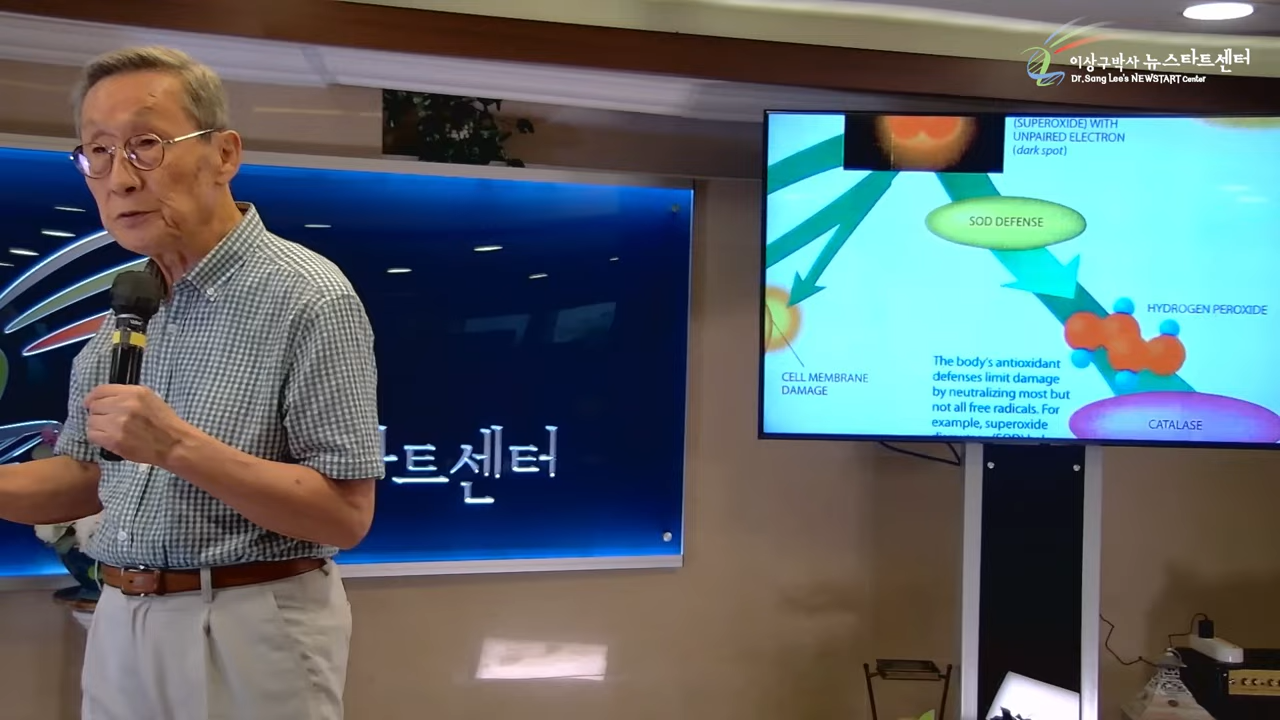 이상구박사 뉴스타트센터
Dr. Sang Lee's NEWSTART Center
(SUPEROXIDE) WITH
UNPAIRED ELECTRON
(dark spot)
SOD DEFENSE
HYDROGEN PEROXIDE
CELL MEMBRANE
DAMAGE
The body's antioxidant
defenses limit damage
by neutralizing most but
not all free radicals. For
example, superoxide
CATALASE
타트센터